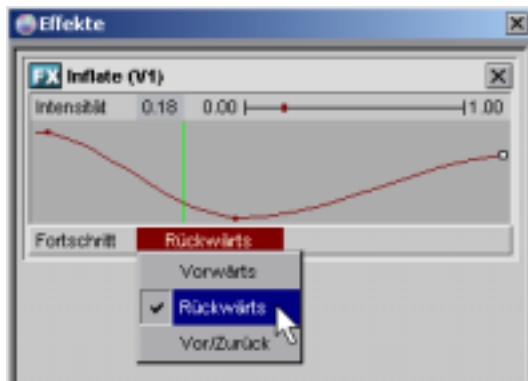 Effekte
FX Inflate (V1)
Intensität 0.18 0.00 1.00
Fortschritt Rückwärts
Vorwärts
Rückwärts
Vor/Zurück